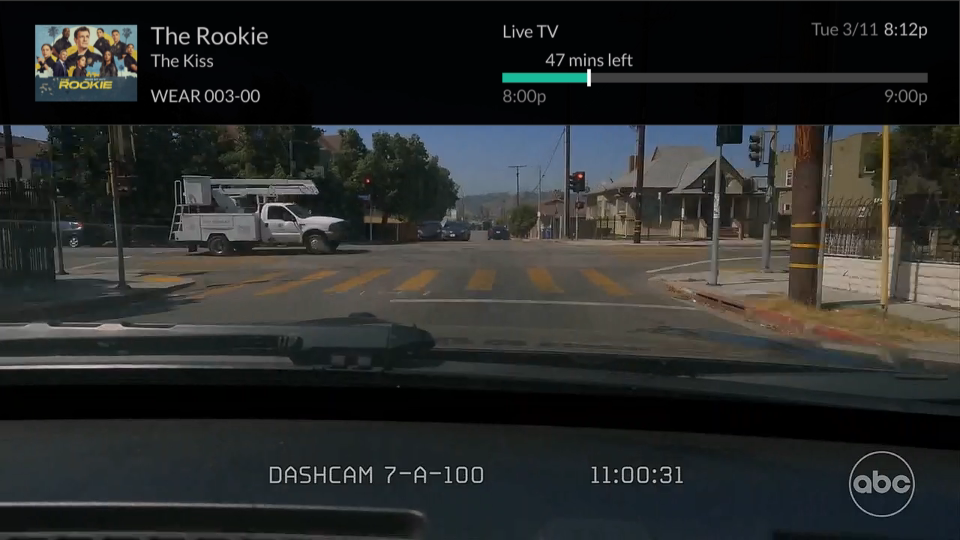 The Rookie
The Kiss
WEAR 003-00
ROOKIE
Live TV
47 mins left
8:00p
9:00p
Tue 3/11 8:12p
DASHCAM 7-A-100
11:00:31
abc